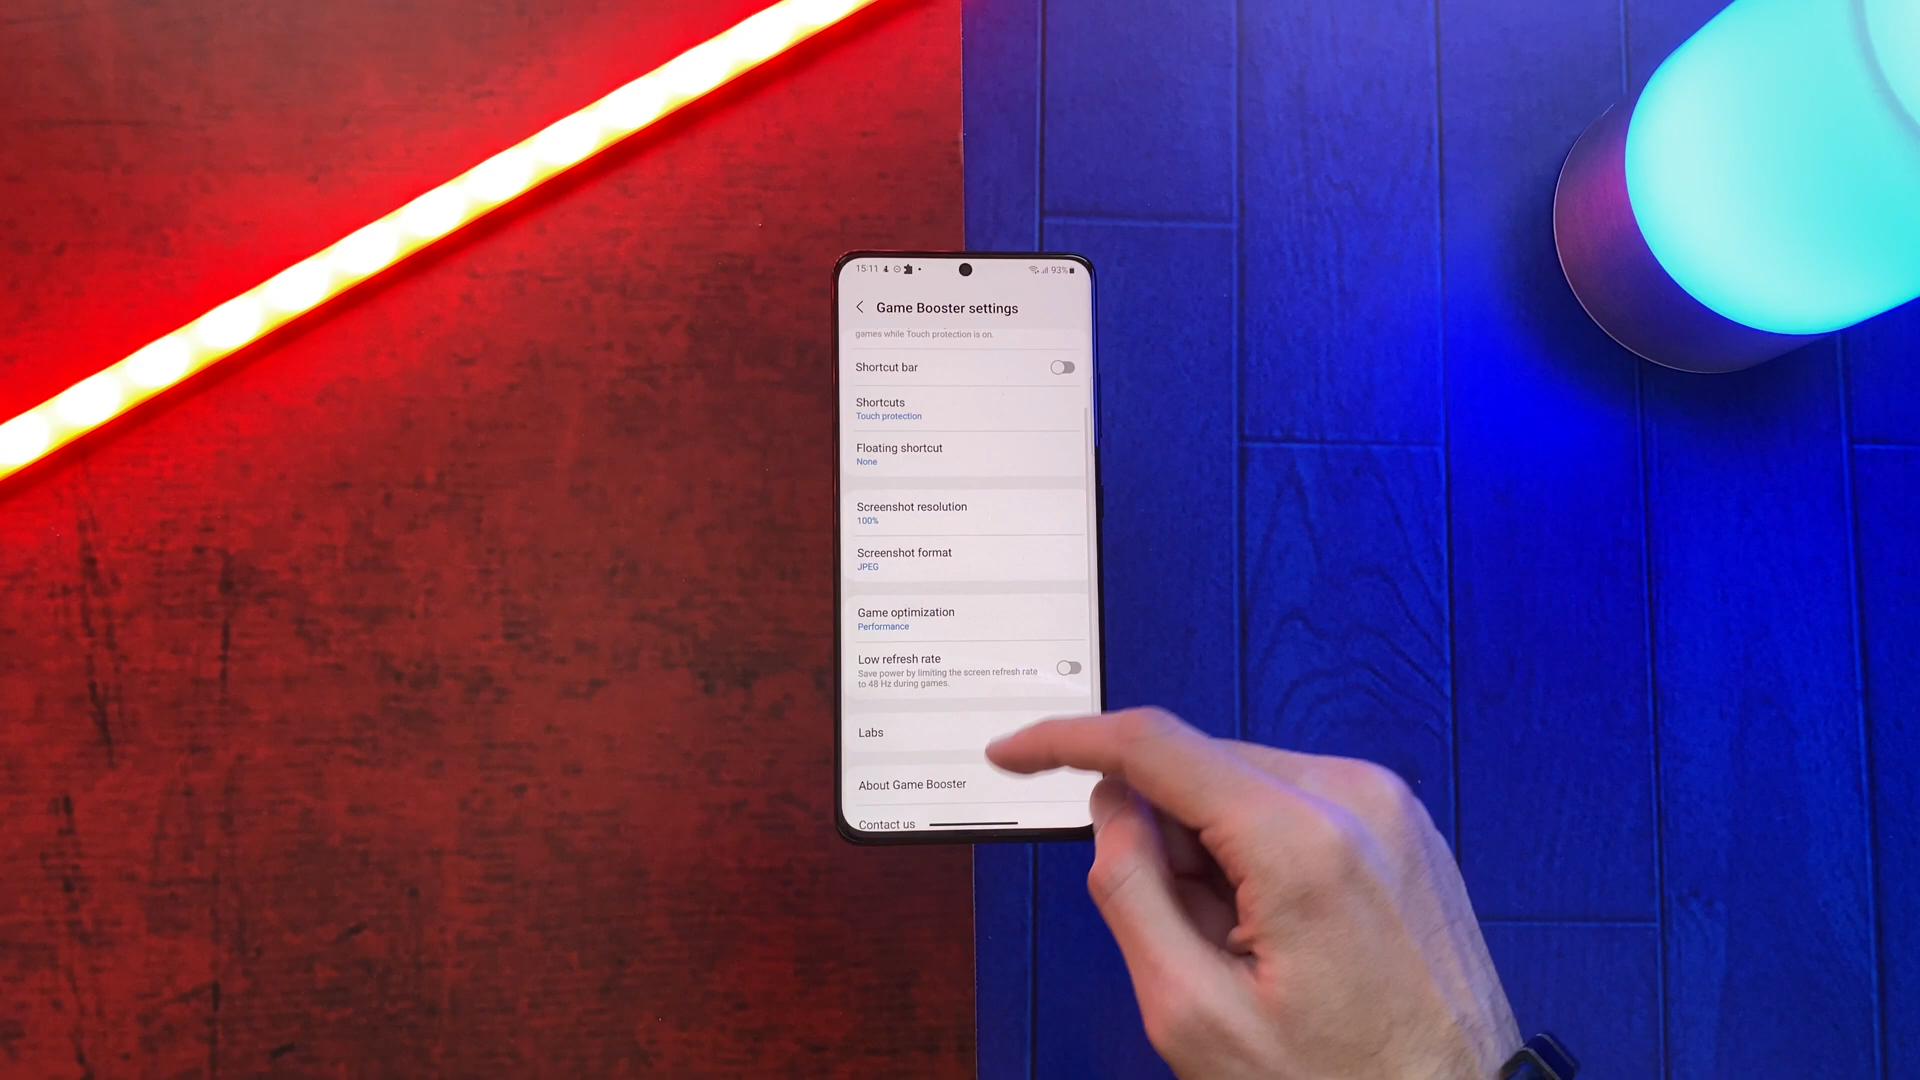 15:11
93%
Game Booster settings
games while Touch protection is on.
Shortcut bar
Shortcuts
Touch protection
Floating shortcut
None
Screenshot resolution
100%
Screenshot format
JPEG
Game optimization
Performance
Low refresh rate
Save power by limiting the screen refresh rate
to 48 Hz during games.
Labs
About Game Booster
Contact us